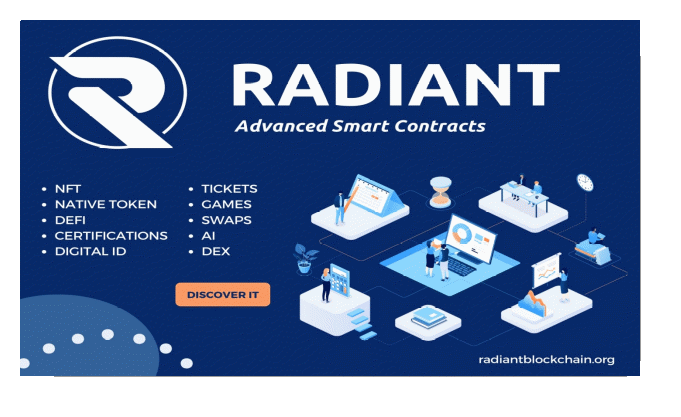 RADIANT
Advanced Smart Contracts
• NFT
• NATIVE TOKEN
• DEFI
• CERTIFICATIONS
• DIGITAL ID
• TICKETS
• GAMES
• SWAPS
• AI
• DEX
DISCOVER IT
radiantblockchain.org